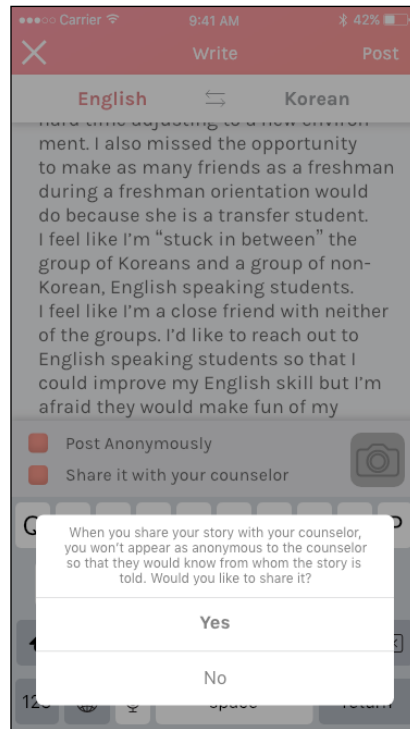 Carrier 9:41 AM 42%
Write Post
English Korean
hard time adjusting to a new environ
ment. I also missed the opportunity
to make as many friends as a freshman
during a freshman orientation would
do because she is a transfer student.
I feel like I'm “stuck in between” the
group of Koreans and a group of non-
Korean, English speaking students.
I feel like I'm a close friend with neither
of the groups. I'd like to reach out to
English speaking students so that I
could improve my English skill but I'm
afraid they would make fun of my
Post Anonymously
Share it with your counselor
Q P
When you share your story with your counselor,
you won't appear as anonymous to the counselor
so that they would know from whom the story is
told. Would you like to share it?
Yes
No